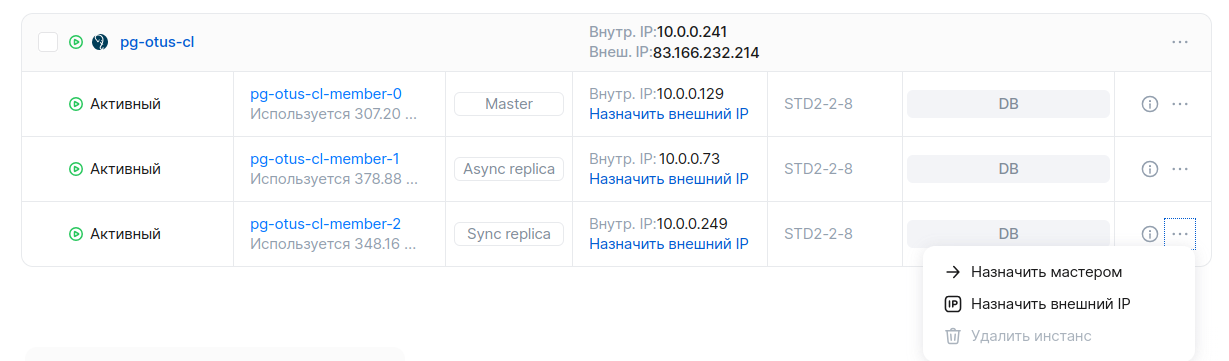 pg-otus-cl
Внутр. IP:10.0.0.241
Внеш. IP:83.166.232.214
Активный
pg-otus-cl-member-0
Используется 307.20 ...
Master
Внутр. IP:10.0.0.129
Назначить внешний IP
STD2-2-8
DB
Активный
pg-otus-cl-member-1
Используется 378.88 ...
Async replica
Внутр. IP:10.0.0.73
Назначить внешний IP
STD2-2-8
DB
Активный
pg-otus-cl-member-2
Используется 348.16 ...
Sync replica
Внутр. IP:10.0.0.249
Назначить внешний IP
STD2-2-8
DB
Назначить мастером
IP Назначить внешний IP
Удалить инстанс